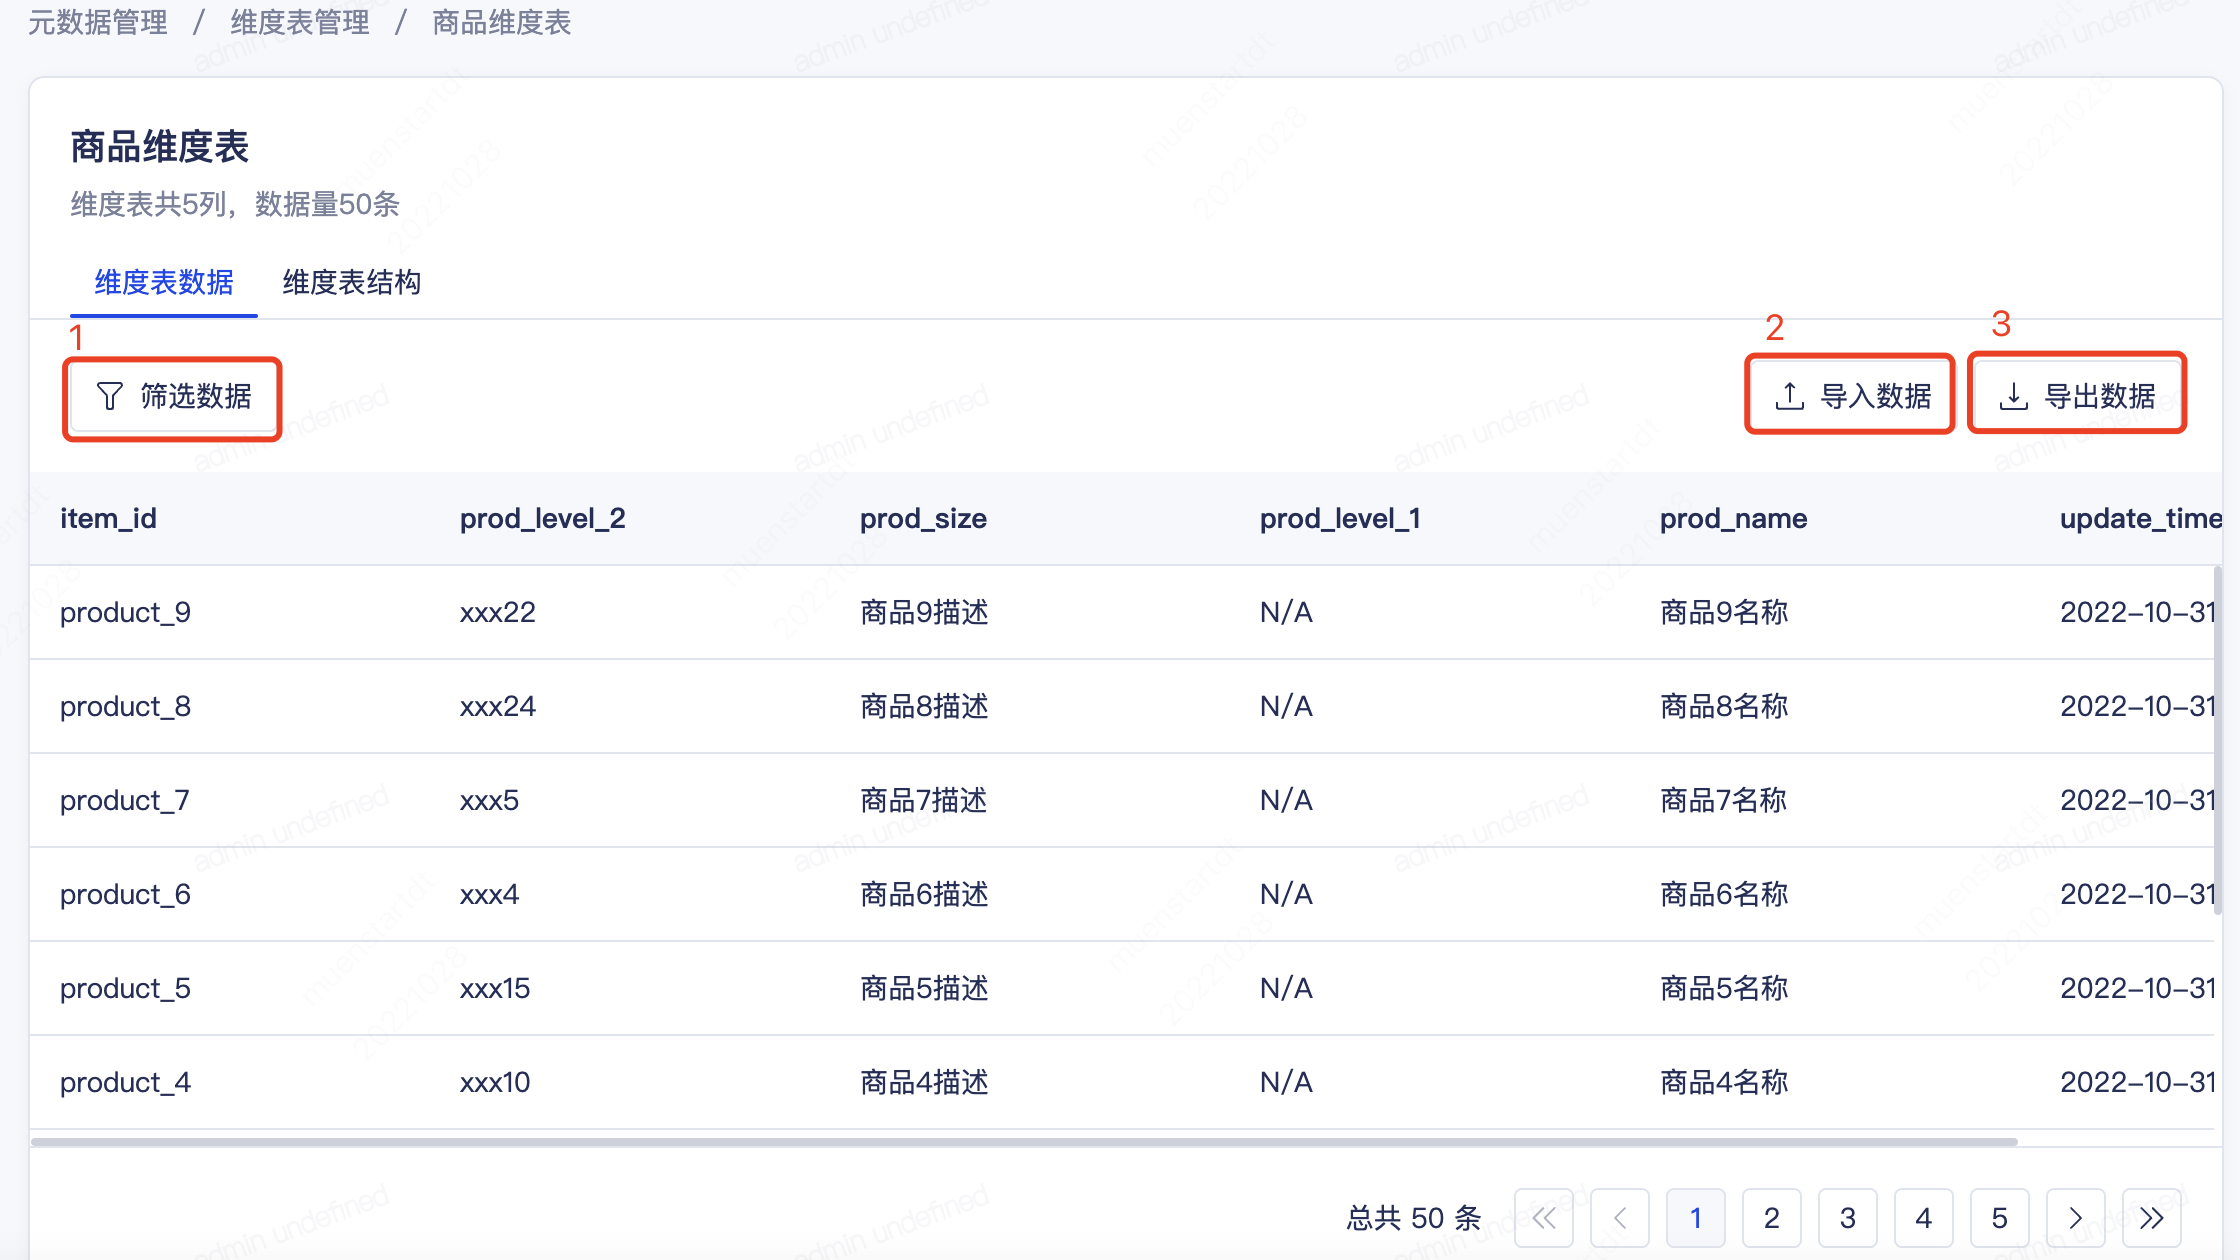 元数据管理 / 维度表管理 / 商品维度表
商品维度表
维度表共5列，数据量50条
维度表数据 维度表结构
1 2 3
筛选数据 导入数据 导出数据
item_id prod_level_2 prod_size prod_level_1 prod_name update_time
product_9 xxx22 商品9描述 N/A 商品9名称 2022-10-31
product_8 xxx24 商品8描述 N/A 商品8名称 2022-10-31
product_7 xxx5 商品7描述 N/A 商品7名称 2022-10-31
product_6 xxx4 商品6描述 N/A 商品6名称 2022-10-31
product_5 xxx15 商品5描述 N/A 商品5名称 2022-10-31
product_4 xxx10 商品4描述 N/A 商品4名称 2022-10-31
总共 50 条 1 2 3 4 5
admin undefined
muenstartdt
20221028